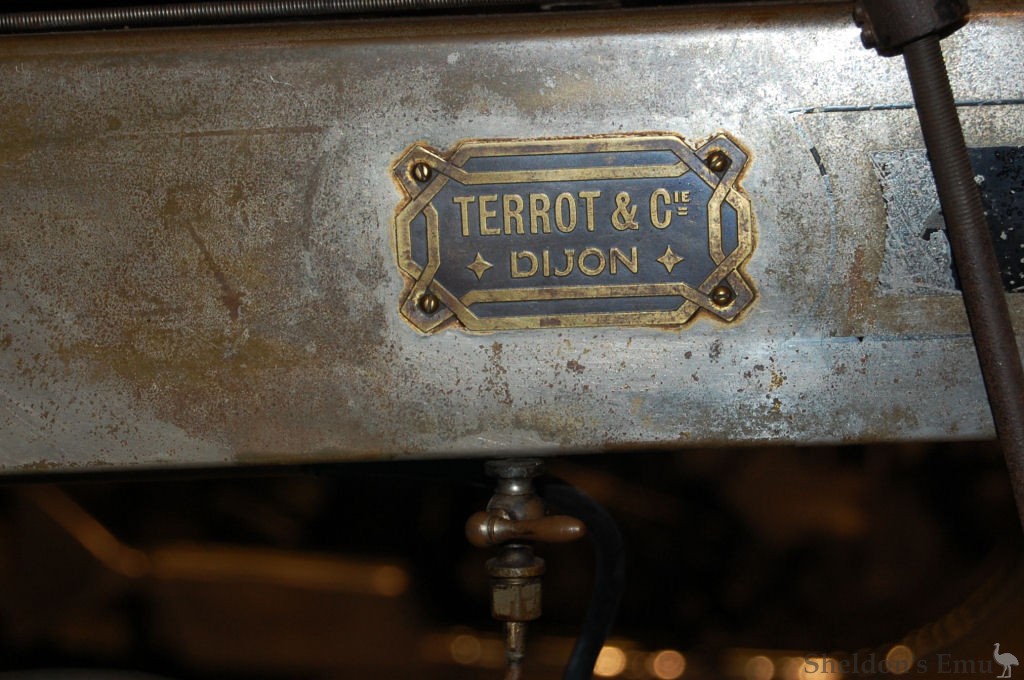 TERROT & CIE
DIJON
Sheldon's Emu